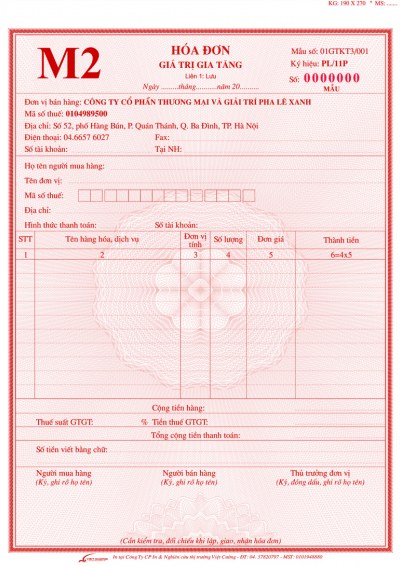 KG: 190 X 270 * MS: ......
M2
HÓA ĐƠN
GIÁ TRỊ GIA TĂNG
Liên 1: Lưu
Ngày ..........tháng..........năm 20..........
Mẫu số: 01GTKT3/001
Ký hiệu: PL/11P
Số: 0000000
MẪU
Đơn vị bán hàng: CÔNG TY CỔ PHẦN THƯƠNG MẠI VÀ GIẢI TRÍ PHA LÊ XANH
Mã số thuế: 0104989500
Địa chỉ: Số 52, phố Hàng Bún, P. Quán Thánh, Q. Ba Đình, TP. Hà Nội
Điện thoại: 04.6657 6027 Fax:
Số tài khoản: Tại NH:
Họ tên người mua hàng:
Tên đơn vị:
Mã số thuế:
Địa chỉ:
Hình thức thanh toán: Số tài khoản:
STT Tên hàng hóa, dịch vụ Đơn vị tính Số lượng Đơn giá Thành tiền
1 2 3 4 5 6=4x5
Cộng tiền hàng:
Thuế suất GTGT: % Tiền thuế GTGT:
Tổng cộng tiền thanh toán:
Số tiền viết bằng chữ:
Người mua hàng Người bán hàng Thủ trưởng đơn vị
(Ký, ghi rõ họ tên) (Ký, ghi rõ họ tên) (Ký, đóng dấu, ghi rõ họ tên)
(Cần kiểm tra, đối chiếu khi lập, giao, nhận hóa đơn)
In tại Công Ty CP In & Nghiên cứu thị trường Việt Cường - ĐT: 04. 37820797 - MST: 0101948880